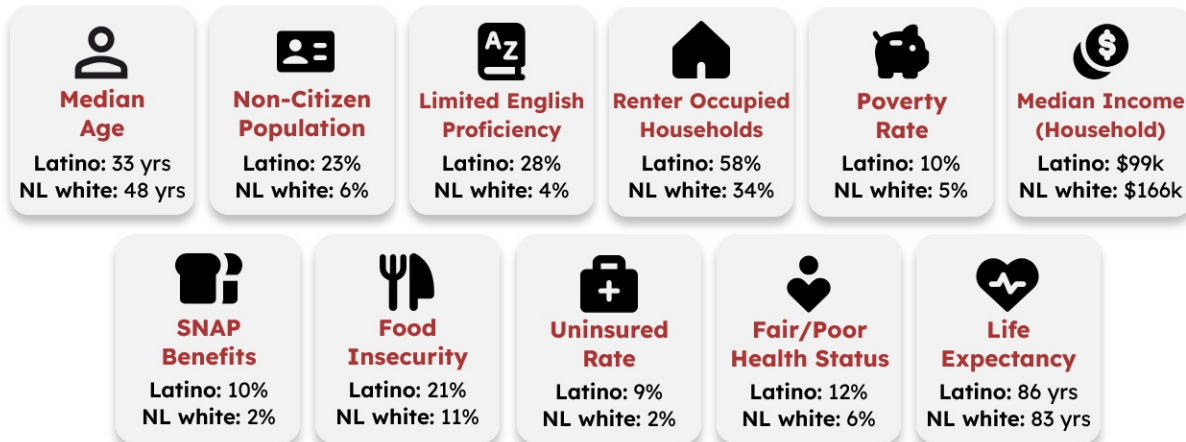 AZ
Median
Age
Latino: 33 yrs
NL white: 48 yrs
Non-Citizen
Population
Latino: 23%
NL white: 6%
Limited English
Proficiency
Latino: 28%
NL white: 4%
Renter Occupied
Households
Latino: 58%
NL white: 34%
Poverty
Rate
Latino: 10%
NL white: 5%
$
Median Income
(Household)
Latino: $99k
NL white: $166k
SNAP
Benefits
Latino: 10%
NL white: 2%
Food
Insecurity
Latino: 21%
NL white: 11%
Uninsured
Rate
Latino: 9%
NL white: 2%
Fair/Poor
Health Status
Latino: 12%
NL white: 6%
Life
Expectancy
Latino: 86 yrs
NL white: 83 yrs